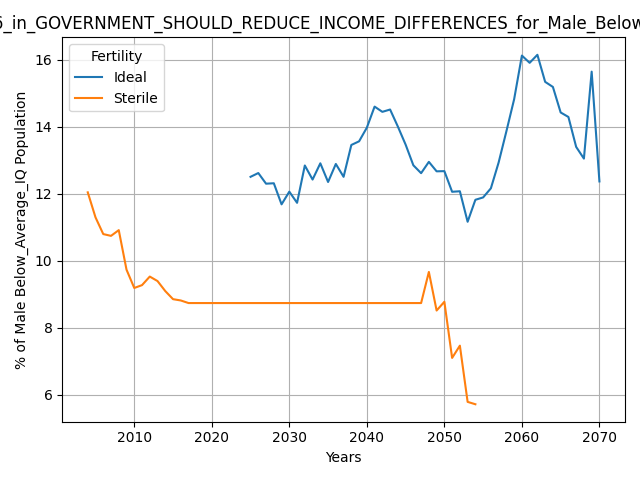 6_in_GOVERNMENT_SHOULD_REDUCE_INCOME_DIFFERENCES_for_Male_Below
Fertility
Ideal
Sterile
% of Male Below_Average_IQ Population
16
14
12
10
8
6
2010 2020 2030 2040 2050 2060 2070
Years